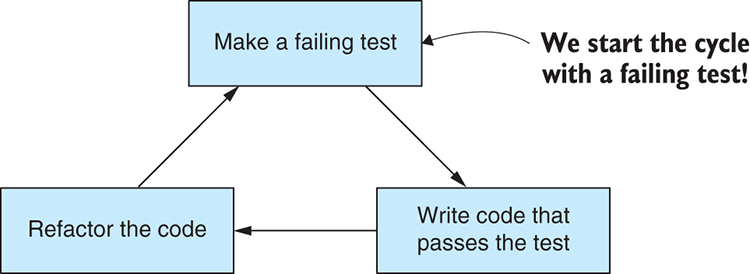 Make a failing test
We start the cycle
with a failing test!
Refactor the code
Write code that
passes the test